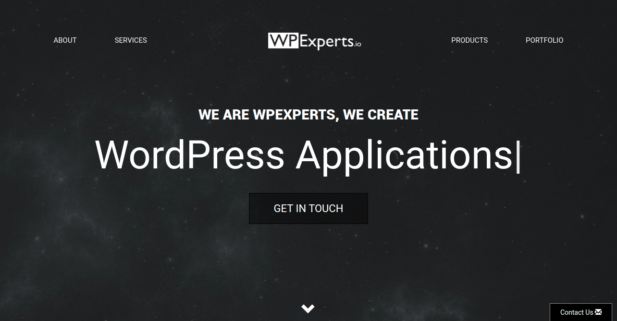 ABOUT SERVICES WPExperts.io PRODUCTS PORTFOLIO
WE ARE WPEXPERTS, WE CREATE
WordPress Applications|
GET IN TOUCH
Contact Us